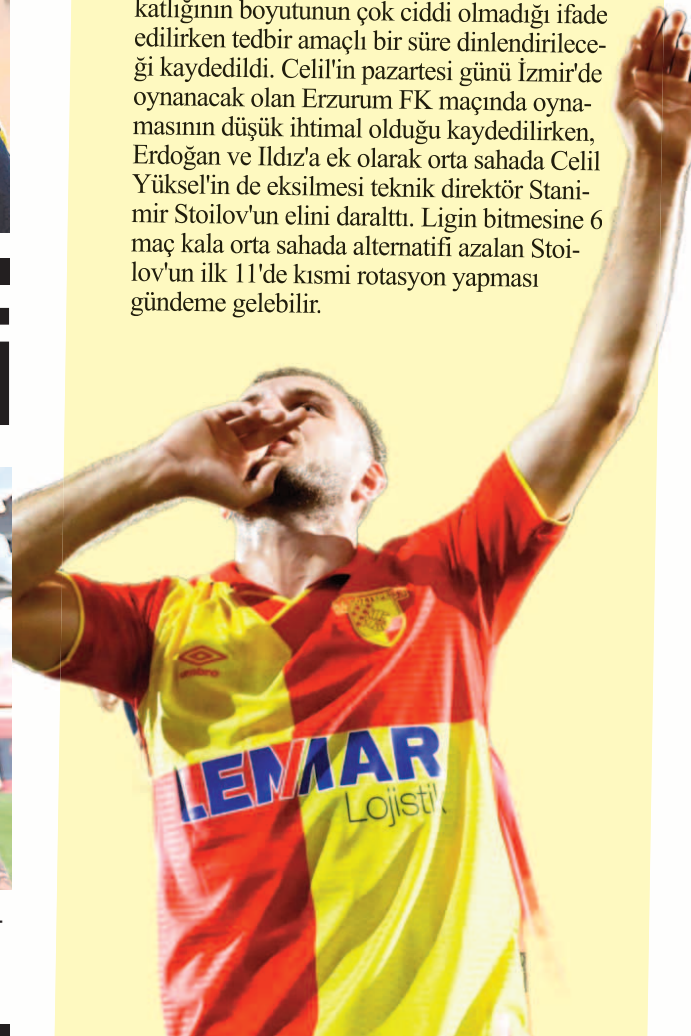 katlığının boyutunun çok ciddi olmadığı ifade
edilirken tedbir amaçlı bir süre dinlendirilece-
ği kaydedildi. Celil'in pazartesi günü İzmir'de
oynanacak olan Erzurum FK maçında oyna-
masının düşük ihtimal olduğu kaydedilirken,
Erdoğan ve Ildız'a ek olarak orta sahada Celil
Yüksel'in de eksilmesi teknik direktör Stani-
mir Stoilov'un elini daralttı. Ligin bitmesine 6
maç kala orta sahada alternatifi azalan Stoi-
lov'un ilk 11'de kısmi rotasyon yapması
gündeme gelebilir.
umbro
LEMMAR
Lojistik